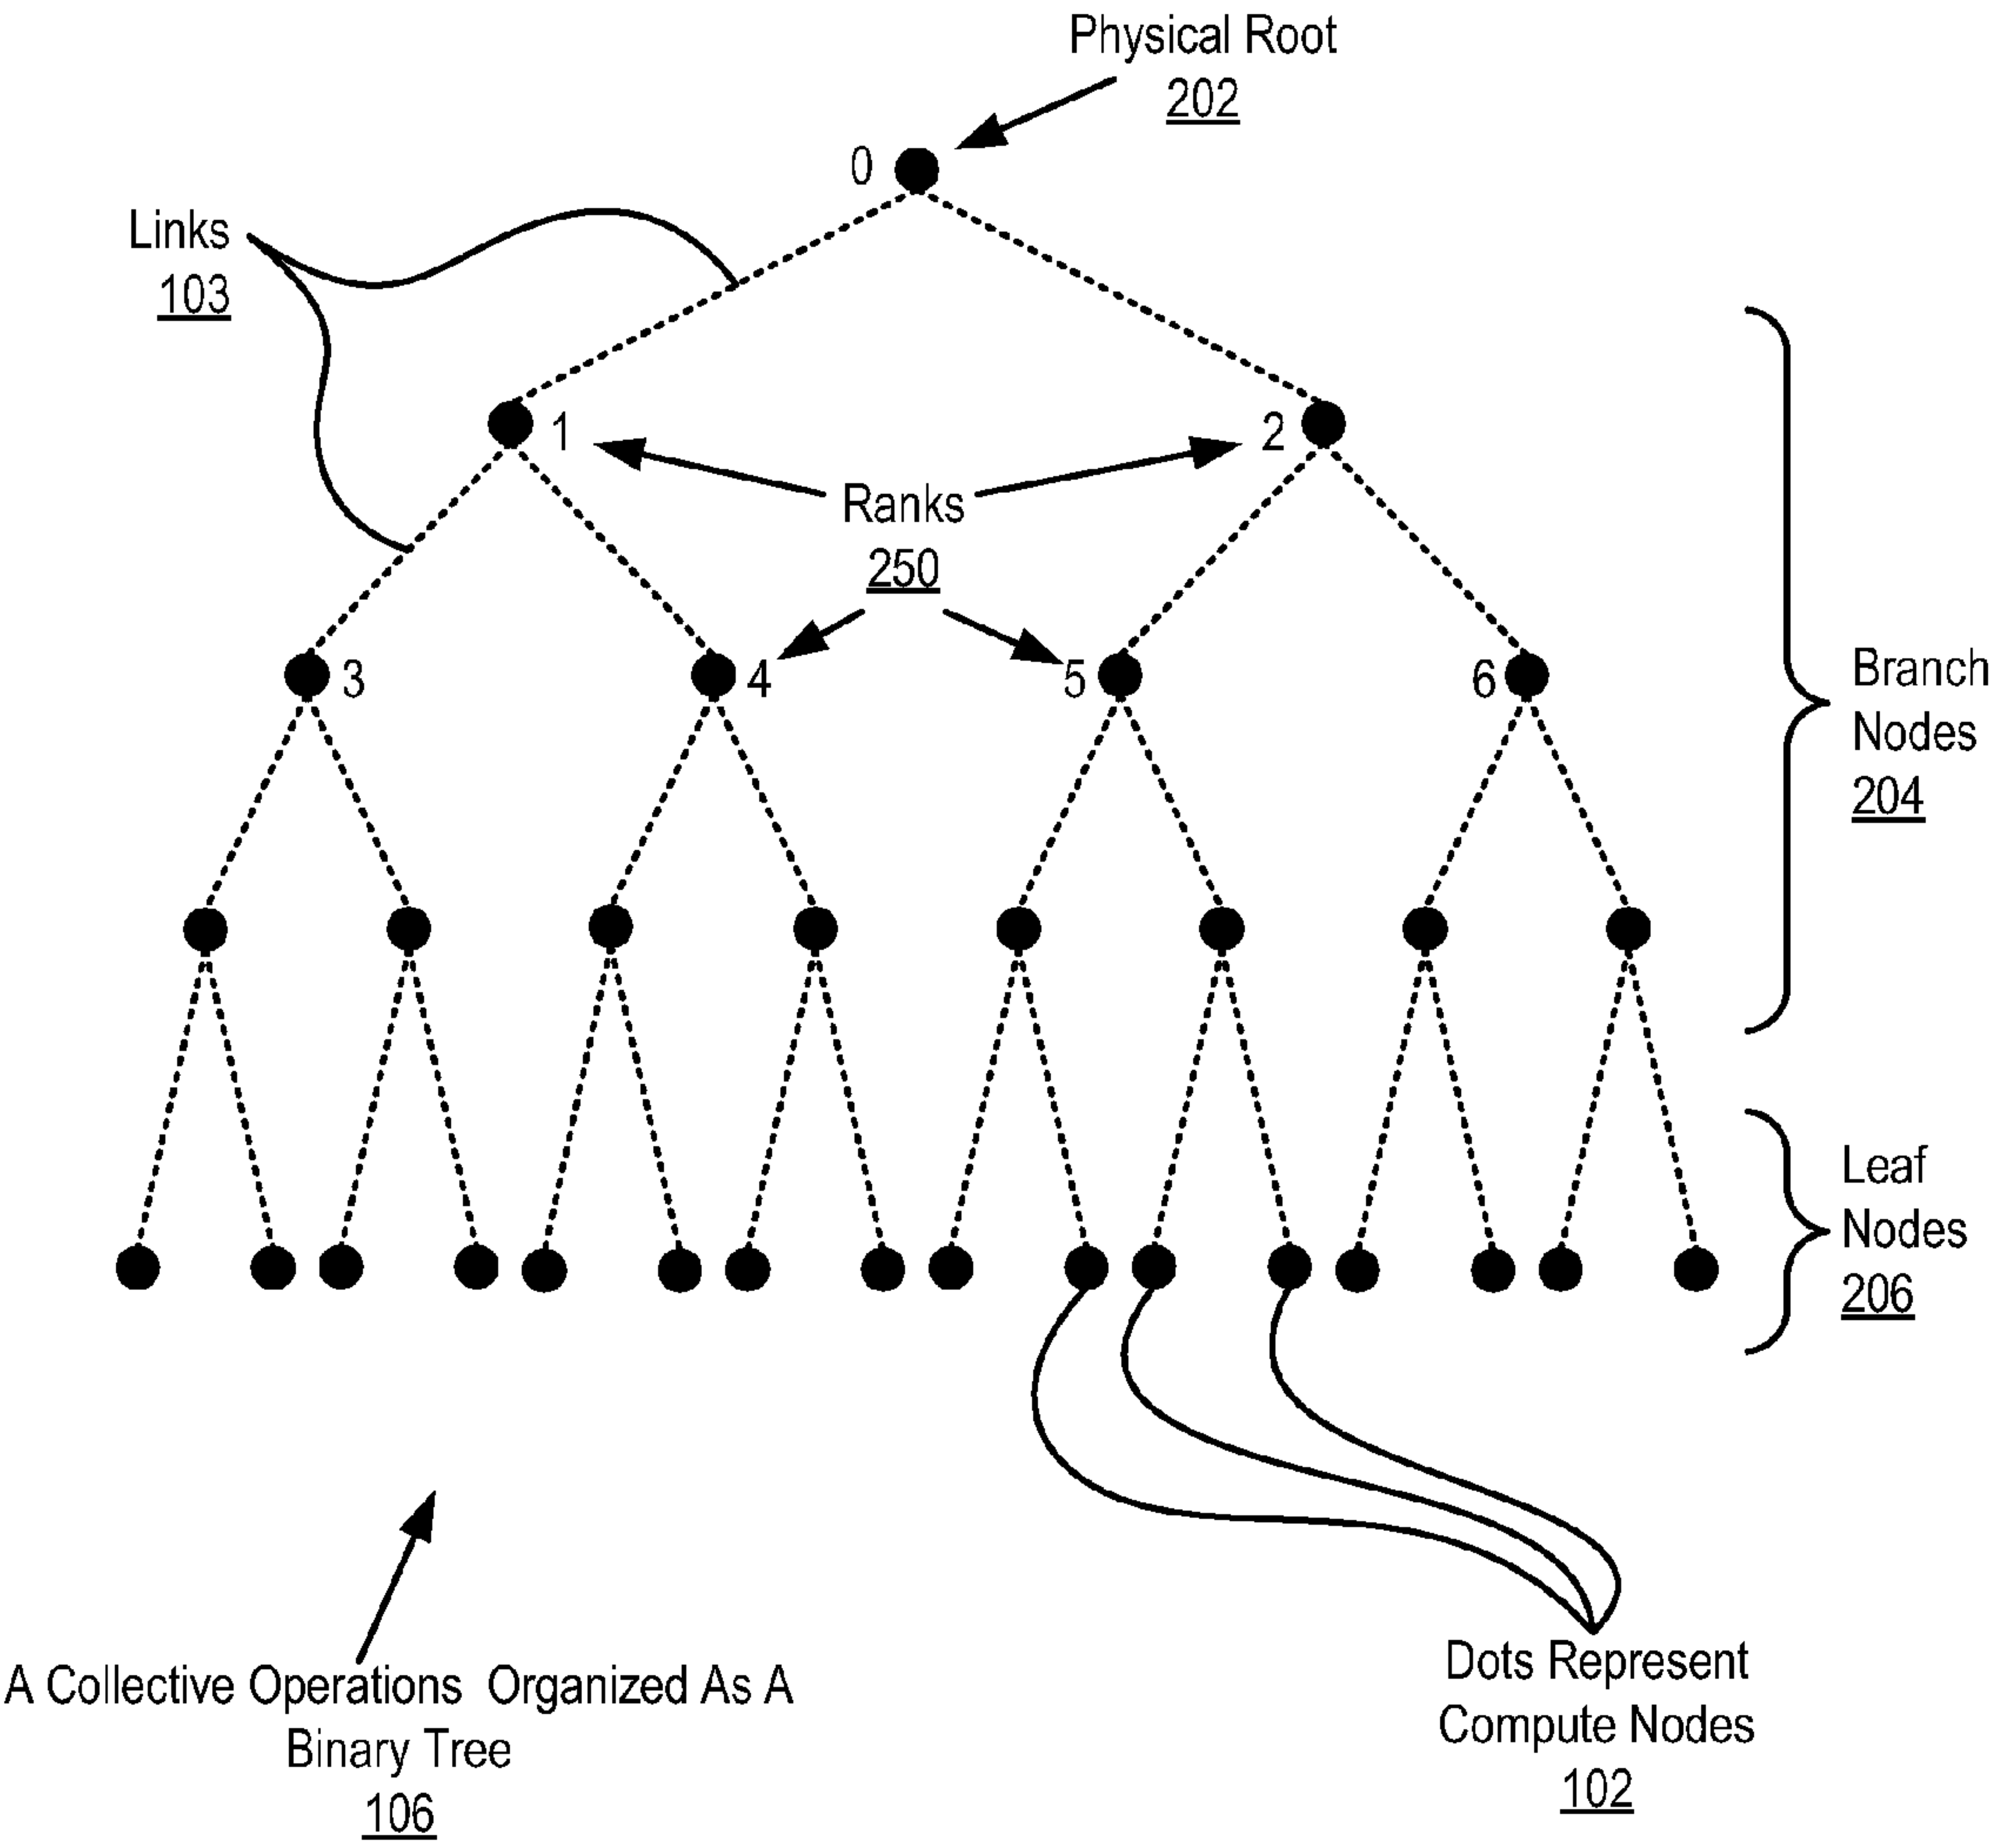 Physical Root
202
0
Links
103
1
2
Ranks
250
3
4
5
6
Branch
Nodes
204
Leaf
Nodes
206
A Collective Operations Organized As A
Binary Tree
106
Dots Represent
Compute Nodes
102